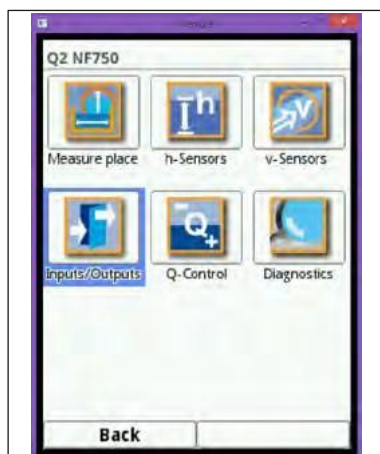 Q2 NF750
Measure place h-Sensors v-Sensors
Inputs/Outputs Q-Control Diagnostics
Back